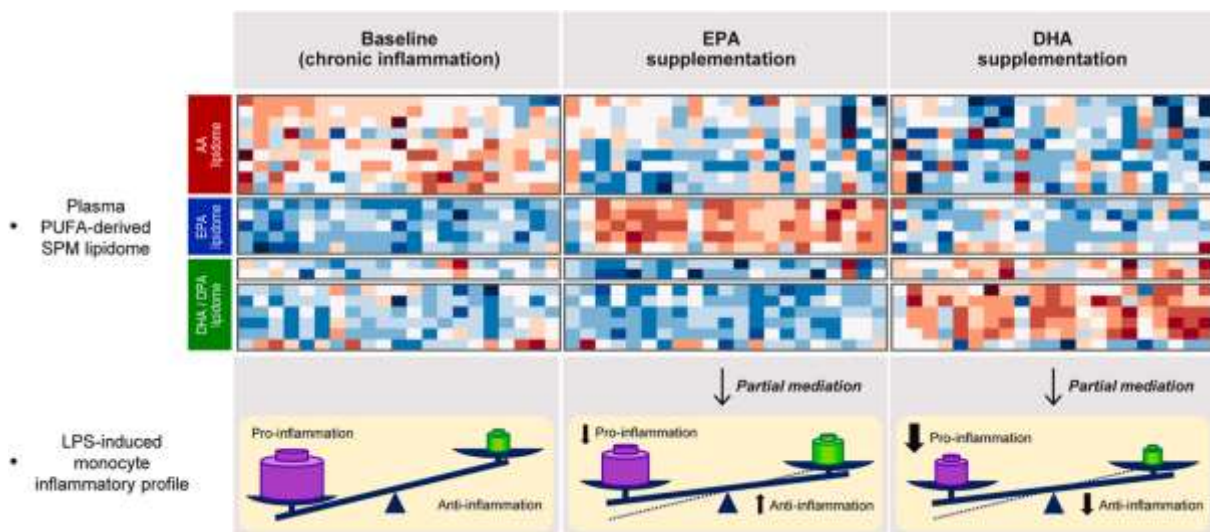 Baseline
(chronic inflammation)
EPA
supplementation
DHA
supplementation
AA
lipidome
EPA
lipidome
DHA / DPA
lipidome
• Plasma
PUFA-derived
SPM lipidome
Partial mediation
Partial mediation
• LPS-induced
monocyte
inflammatory profile
Pro-inflammation
Anti-inflammation
Pro-inflammation
Anti-inflammation
Pro-inflammation
Anti-inflammation